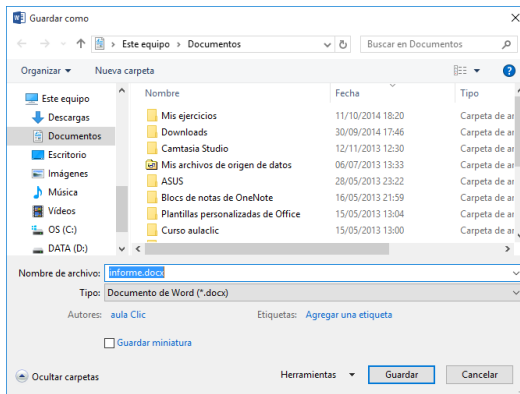 Guardar como
Este equipo > Documentos
Buscar en Documentos
Organizar
Nueva carpeta
Este equipo
Descargas
Documentos
Escritorio
Imágenes
Música
Vídeos
OS (C:)
DATA (D:)
Nombre Fecha Tipo
Mis ejercicios 11/10/2014 18:20 Carpeta de ar
Downloads 30/09/2014 17:46 Carpeta de ar
Camtasia Studio 12/11/2013 12:30 Carpeta de ar
Mis archivos de origen de datos 06/07/2013 13:33 Carpeta de ar
ASUS 28/05/2013 23:22 Carpeta de ar
Blocs de notas de OneNote 16/05/2013 21:59 Carpeta de ar
Plantillas personalizadas de Office 15/05/2013 13:04 Carpeta de ar
Curso aulaclic 15/05/2013 13:00 Carpeta de ar
Nombre de archivo: informe.docx
Tipo: Documento de Word (*.docx)
Autores: aula Clic Etiquetas: Agregar una etiqueta
Guardar miniatura
Ocultar carpetas Herramientas Guardar Cancelar